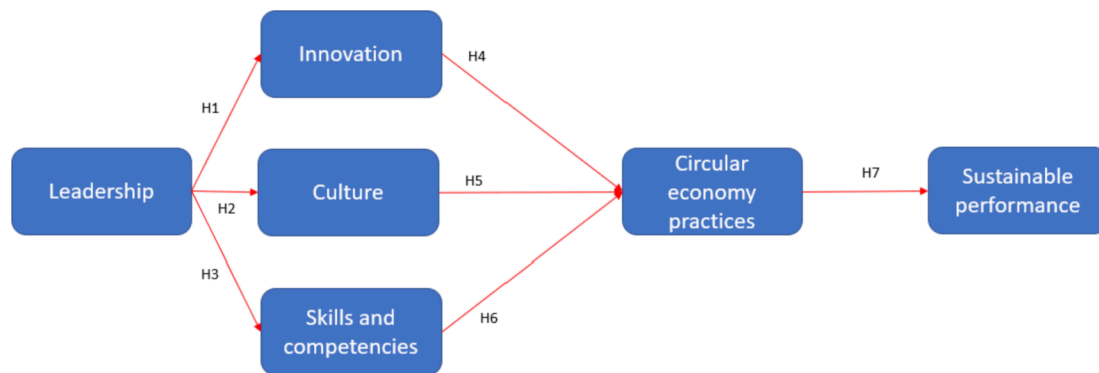 Innovation
H4
H1
Leadership
Culture
H2
H5
Circular
economy
practices
H7
Sustainable
performance
H3
Skills and
competencies
H6